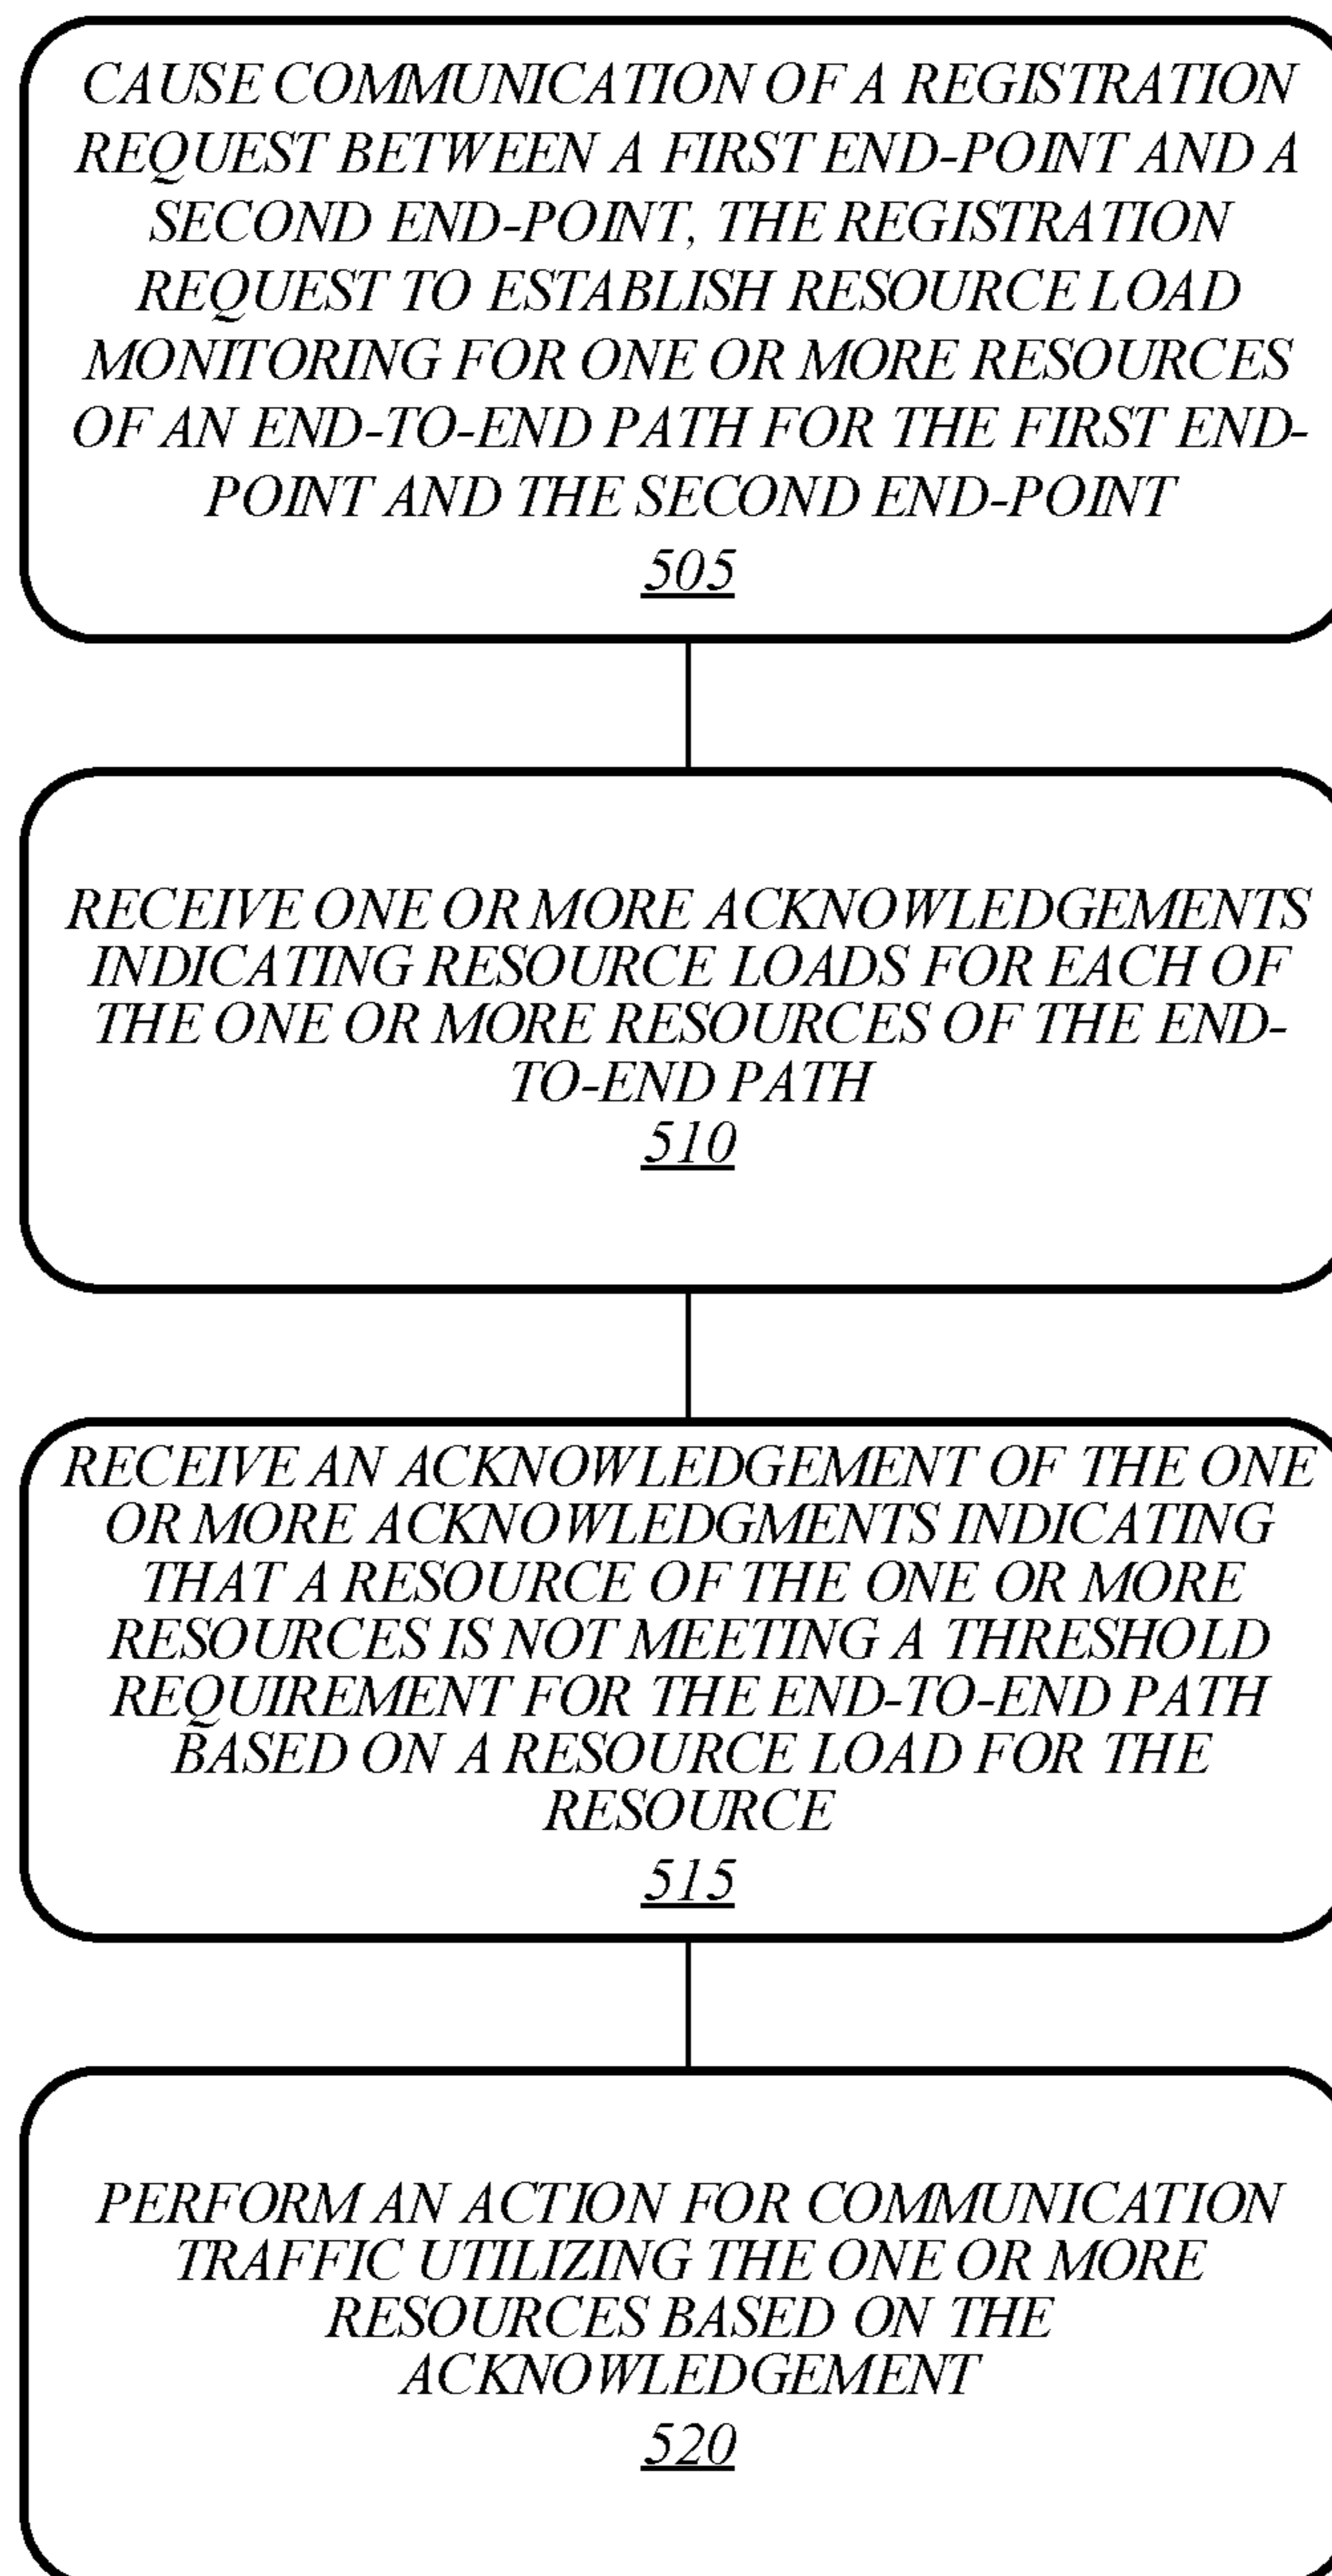 CAUSE COMMUNICATION OF A REGISTRATION
REQUEST BETWEEN A FIRST END-POINT AND A
SECOND END-POINT, THE REGISTRATION
REQUEST TO ESTABLISH RESOURCE LOAD
MONITORING FOR ONE OR MORE RESOURCES
OF AN END-TO-END PATH FOR THE FIRST END-
POINT AND THE SECOND END-POINT
505
RECEIVE ONE OR MORE ACKNOWLEDGEMENTS
INDICATING RESOURCE LOADS FOR EACH OF
THE ONE OR MORE RESOURCES OF THE END-
TO-END PATH
510
RECEIVE AN ACKNOWLEDGEMENT OF THE ONE
OR MORE ACKNOWLEDGMENTS INDICATING
THAT A RESOURCE OF THE ONE OR MORE
RESOURCES IS NOT MEETING A THRESHOLD
REQUIREMENT FOR THE END-TO-END PATH
BASED ON A RESOURCE LOAD FOR THE
RESOURCE
515
PERFORM AN ACTION FOR COMMUNICATION
TRAFFIC UTILIZING THE ONE OR MORE
RESOURCES BASED ON THE
ACKNOWLEDGEMENT
520